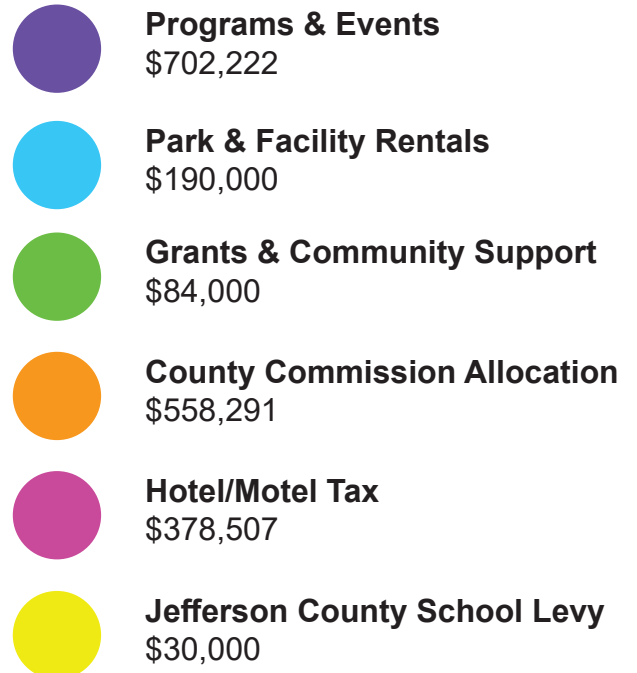 Programs & Events
$702,222
Park & Facility Rentals
$190,000
Grants & Community Support
$84,000
County Commission Allocation
$558,291
Hotel/Motel Tax
$378,507
Jefferson County School Levy
$30,000